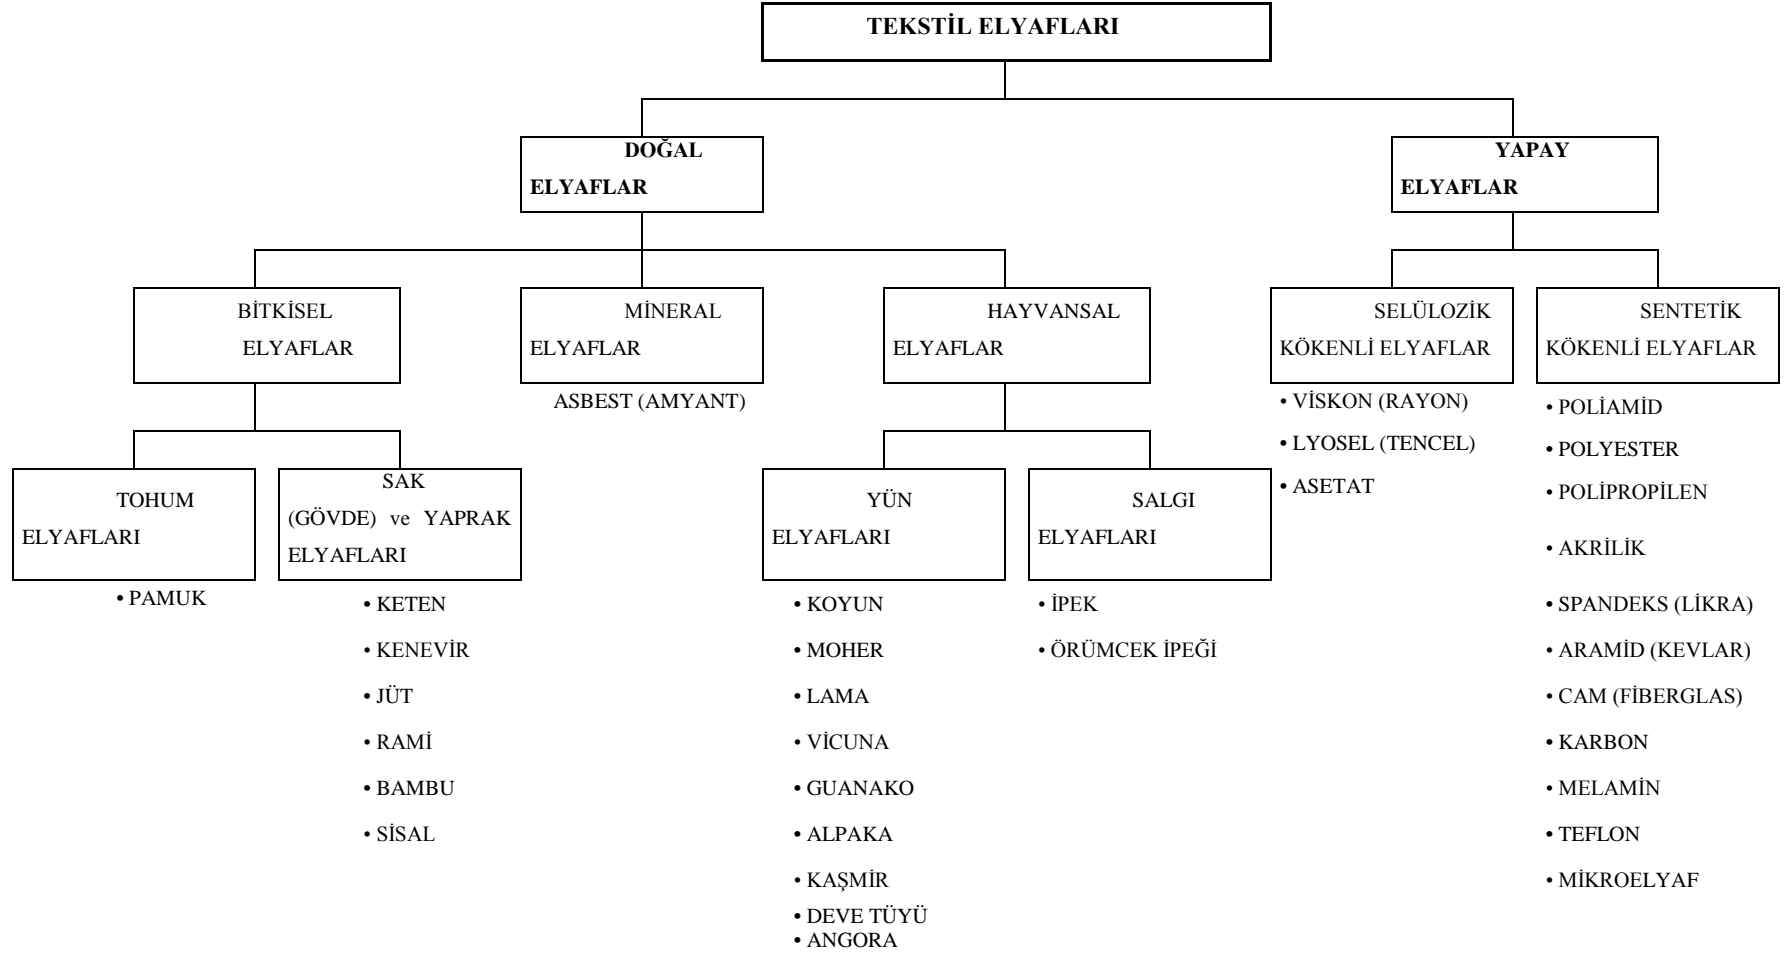 TEKSTİL ELYAFLARI
DOĞAL
ELYAFLAR
YAPAY
ELYAFLAR
BİTKİSEL
ELYAFLAR
MİNERAL
ELYAFLAR
HAYVANSAL
ELYAFLAR
SELÜLOZİK
KÖKENLİ ELYAFLAR
SENTETİK
KÖKENLİ ELYAFLAR
ASBEST (AMYANT)
TOHUM
ELYAFLARI
• PAMUK
SAK
(GÖVDE) ve YAPRAK
ELYAFLARI
• KETEN
• KENEVİR
• JÜT
• RAMİ
• BAMBU
• SİSAL
YÜN
ELYAFLARI
• KOYUN
• MOHER
• LAMA
• VİCUNA
• GUANAKO
• ALPAKA
• KAŞMİR
• DEVE TÜYÜ
• ANGORA
SALGI
ELYAFLARI
• İPEK
• ÖRÜMCEK İPEĞİ
• VİSKON (RAYON)
• LYOSEL (TENCEL)
• ASETAT
• POLİAMİD
• POLYESTER
• POLİPROPİLEN
• AKRİLİK
• SPANDEKS (LİKRA)
• ARAMİD (KEVLAR)
• CAM (FİBERGLAS)
• KARBON
• MELAMİN
• TEFLON
• MİKROELYAF